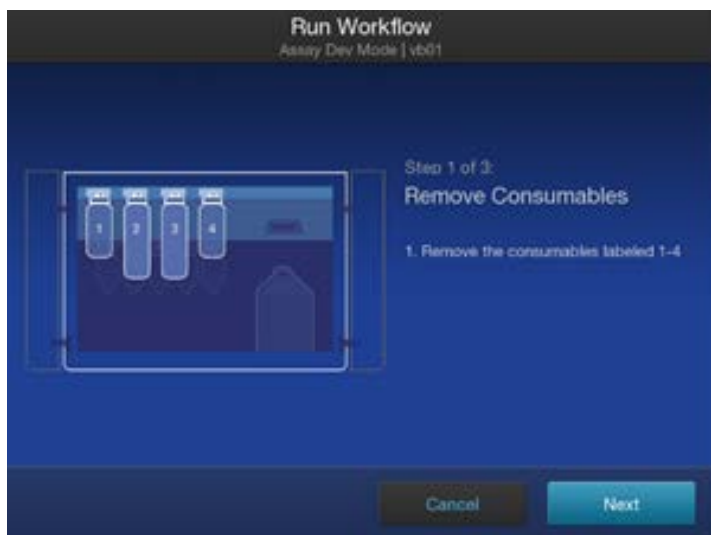 Run Workflow
Assay Dev Mode | vb01
1 2 3 4
Step 1 of 3:
Remove Consumables
1. Remove the consumables labeled 1-4
Cancel Next